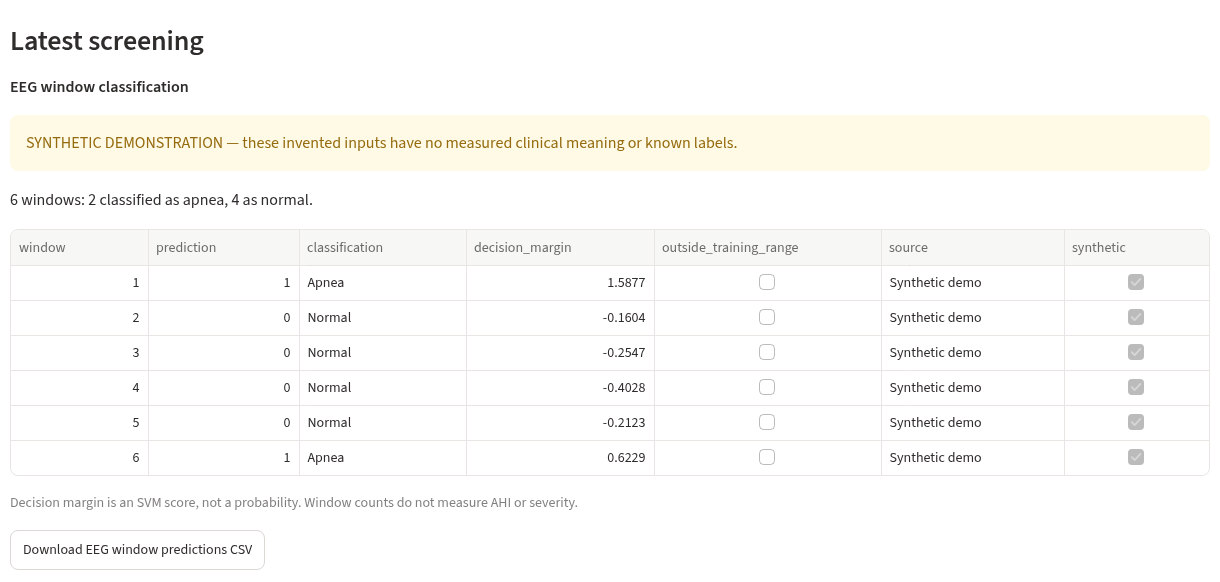 Latest screening
EEG window classification
SYNTHETIC DEMONSTRATION — these invented inputs have no measured clinical meaning or known labels.
6 windows: 2 classified as apnea, 4 as normal.
window prediction classification decision_margin outside_training_range source synthetic
1 1 Apnea 1.5877 Synthetic demo
2 0 Normal -0.1604 Synthetic demo
3 0 Normal -0.2547 Synthetic demo
4 0 Normal -0.4028 Synthetic demo
5 0 Normal -0.2123 Synthetic demo
6 1 Apnea 0.6229 Synthetic demo
Decision margin is an SVM score, not a probability. Window counts do not measure AHI or severity.
Download EEG window predictions CSV